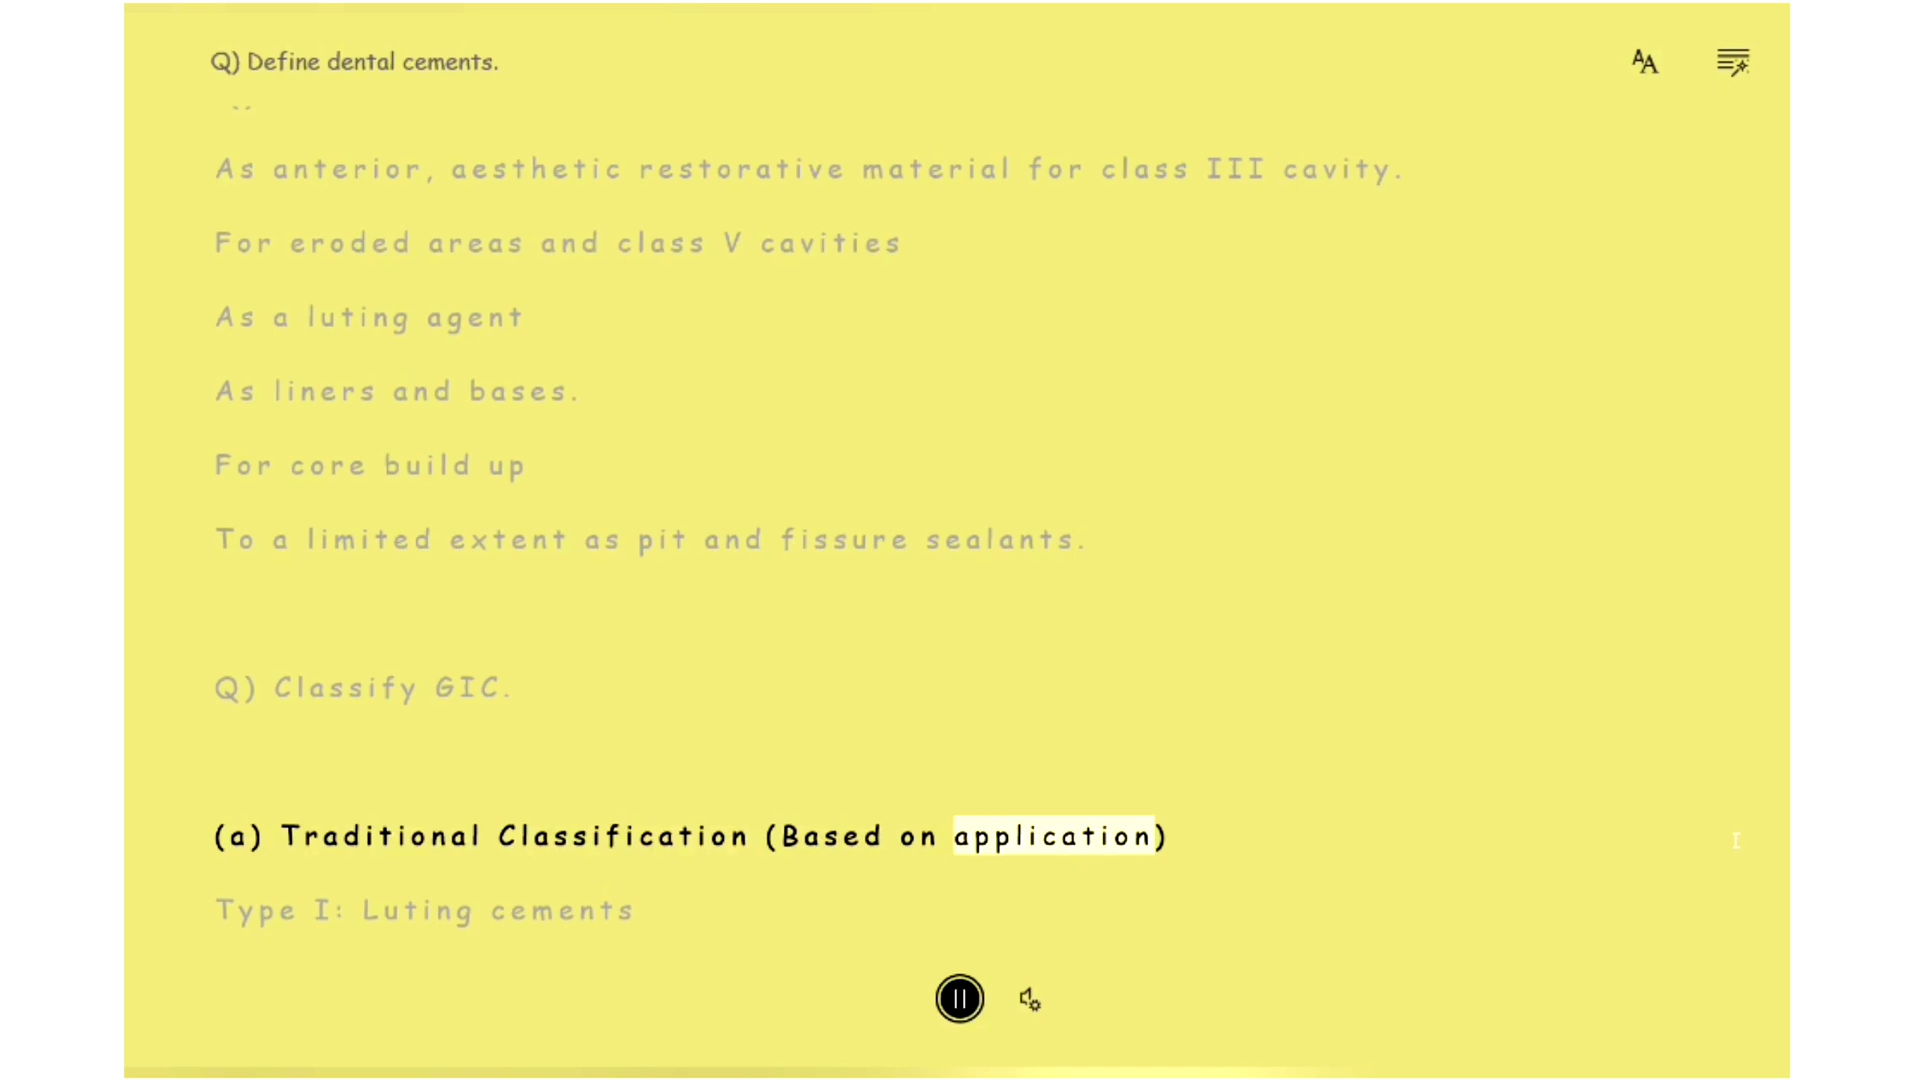 Q) Define dental cements.
As anterior, aesthetic restorative material for class III cavity.
For eroded areas and class V cavities
As a luting agent
As liners and bases.
For core build up
To a limited extent as pit and fissure sealants.
Q) Classify GIC.
(a) Traditional Classification (Based on application)
Type I: Luting cements